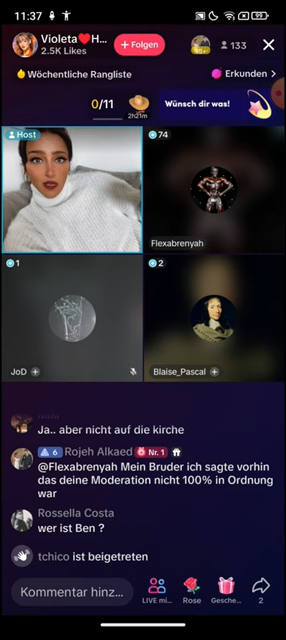 11:37
99
Violeta❤️H...
2.5K Likes
+ Folgen
133
Wöchentliche Rangliste
Erkunden >
0/11
2h21m
Wünsch dir was!
Host
74
Flexabrenyah
1
JoD +
2
Blaise_Pascal +
Ja.. aber nicht auf die kirche
6 Rojeh Alkaed Nr. 1
@Flexabrenyah Mein Bruder ich sagte vorhin
das deine Moderation nicht 100% in Ordnung
war
Rossella Costa
wer ist Ben ?
tchico ist beigetreten
Kommentar hinz...
LIVE mi...
Rose
Gesche...
2